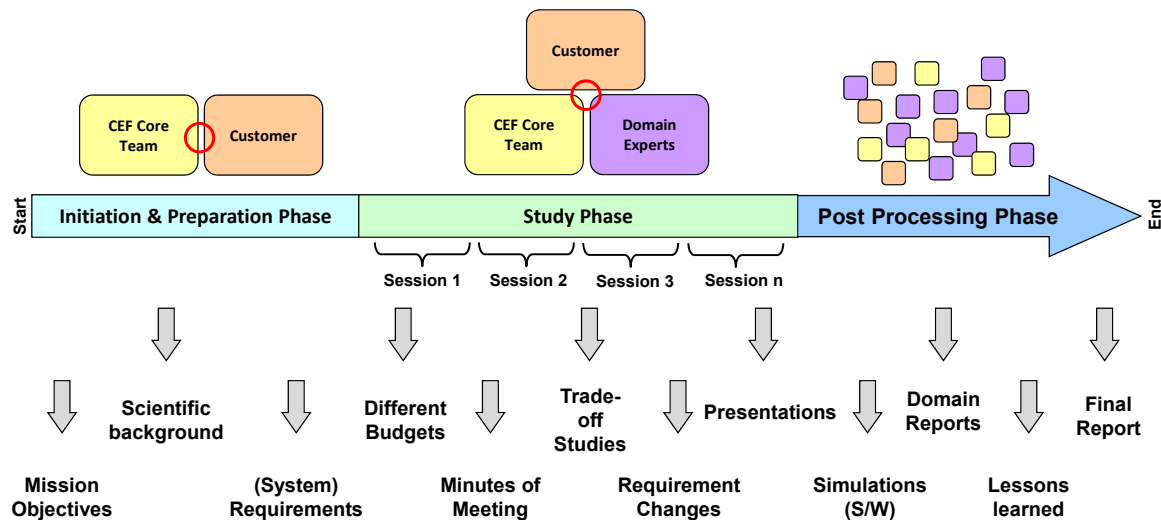 Customer
CEF Core
Team
Customer
CEF Core
Team
Domain
Experts
Start
Initiation & Preparation Phase
Study Phase
Post Processing Phase
End
Session 1
Session 2
Session 3
Session n
Scientific
background
Different
Budgets
Trade-
off
Studies
Presentations
Domain
Reports
Final
Report
Mission
Objectives
(System)
Requirements
Minutes of
Meeting
Requirement
Changes
Simulations
(S/W)
Lessons
learned